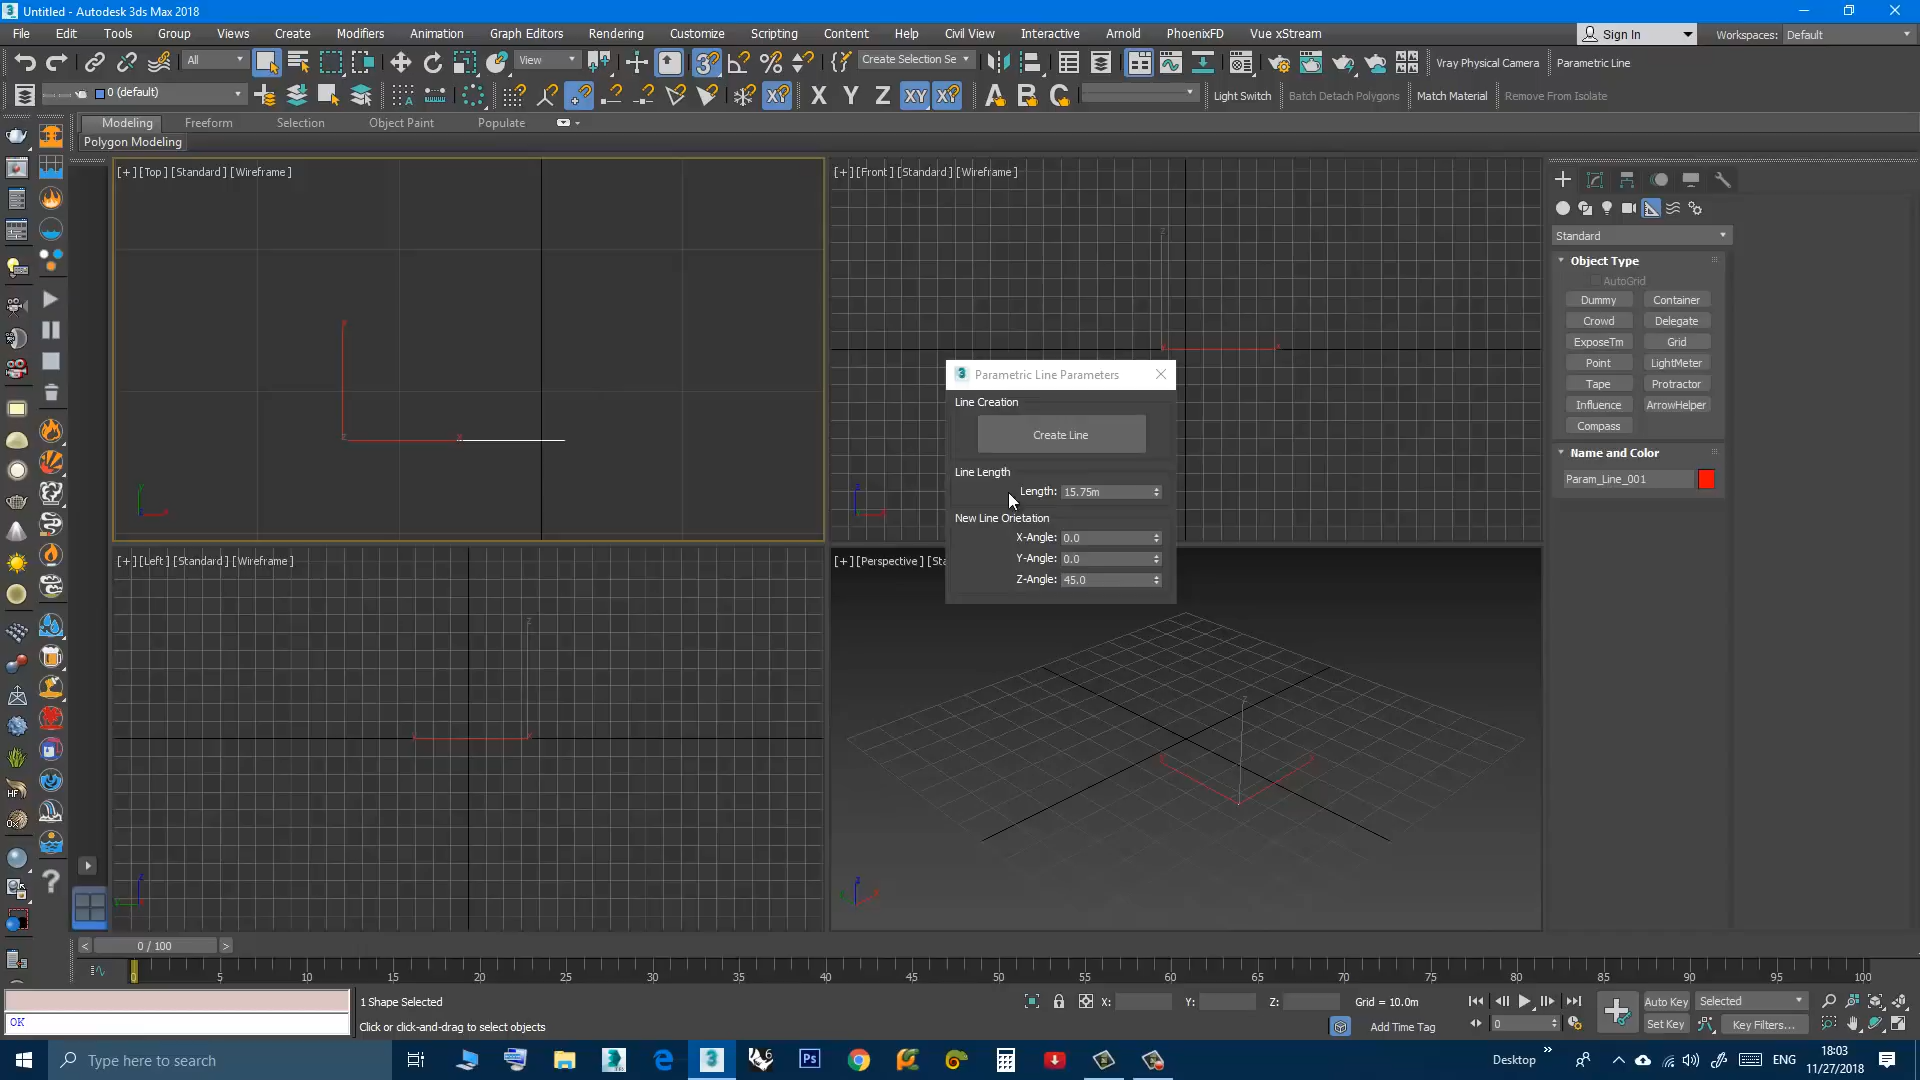 Untitled - Autodesk 3ds Max 2018
File Edit Tools Group Views Create Modifiers Animation Graph Editors Rendering Customize Scripting Content Help Civil View Interactive Arnold PhoenixFD Vue xStream Sign In Workspaces: Default
All View Create Selection Se Vray Physical Camera Parametric Line
0 (default) X Y Z XY XY A B C Light Switch Batch Detach Polygons Match Material Remove From Isolate
Modeling Freeform Selection Object Paint Populate
Polygon Modeling
[+] [Top] [Standard] [Wireframe]
[+] [Front] [Standard] [Wireframe]
Standard
Object Type
AutoGrid
Dummy Container
Crowd Delegate
ExposeTm Grid
Point LightMeter
Tape Protractor
Influence ArrowHelper
Compass
Name and Color
Param_Line_001
Parametric Line Parameters
Line Creation
Create Line
Line Length
Length: 15.75m
New Line Orietation
X-Angle: 0.0
Y-Angle: 0.0
Z-Angle: 45.0
[+] [Left] [Standard] [Wireframe]
[+] [Perspective] [Sta
HF
< 0 / 100 >
0 5 10 15 20 25 30 35 40 45 50 55 60 65 70 75 80 85 90 95 100
OK
1 Shape Selected
Click or click-and-drag to select objects
X: Y: Z: Grid = 10.0m
Add Time Tag
0
Auto Key Selected
Set Key Key Filters...
Type here to search
Ps
Desktop
ENG
18:03
11/27/2018